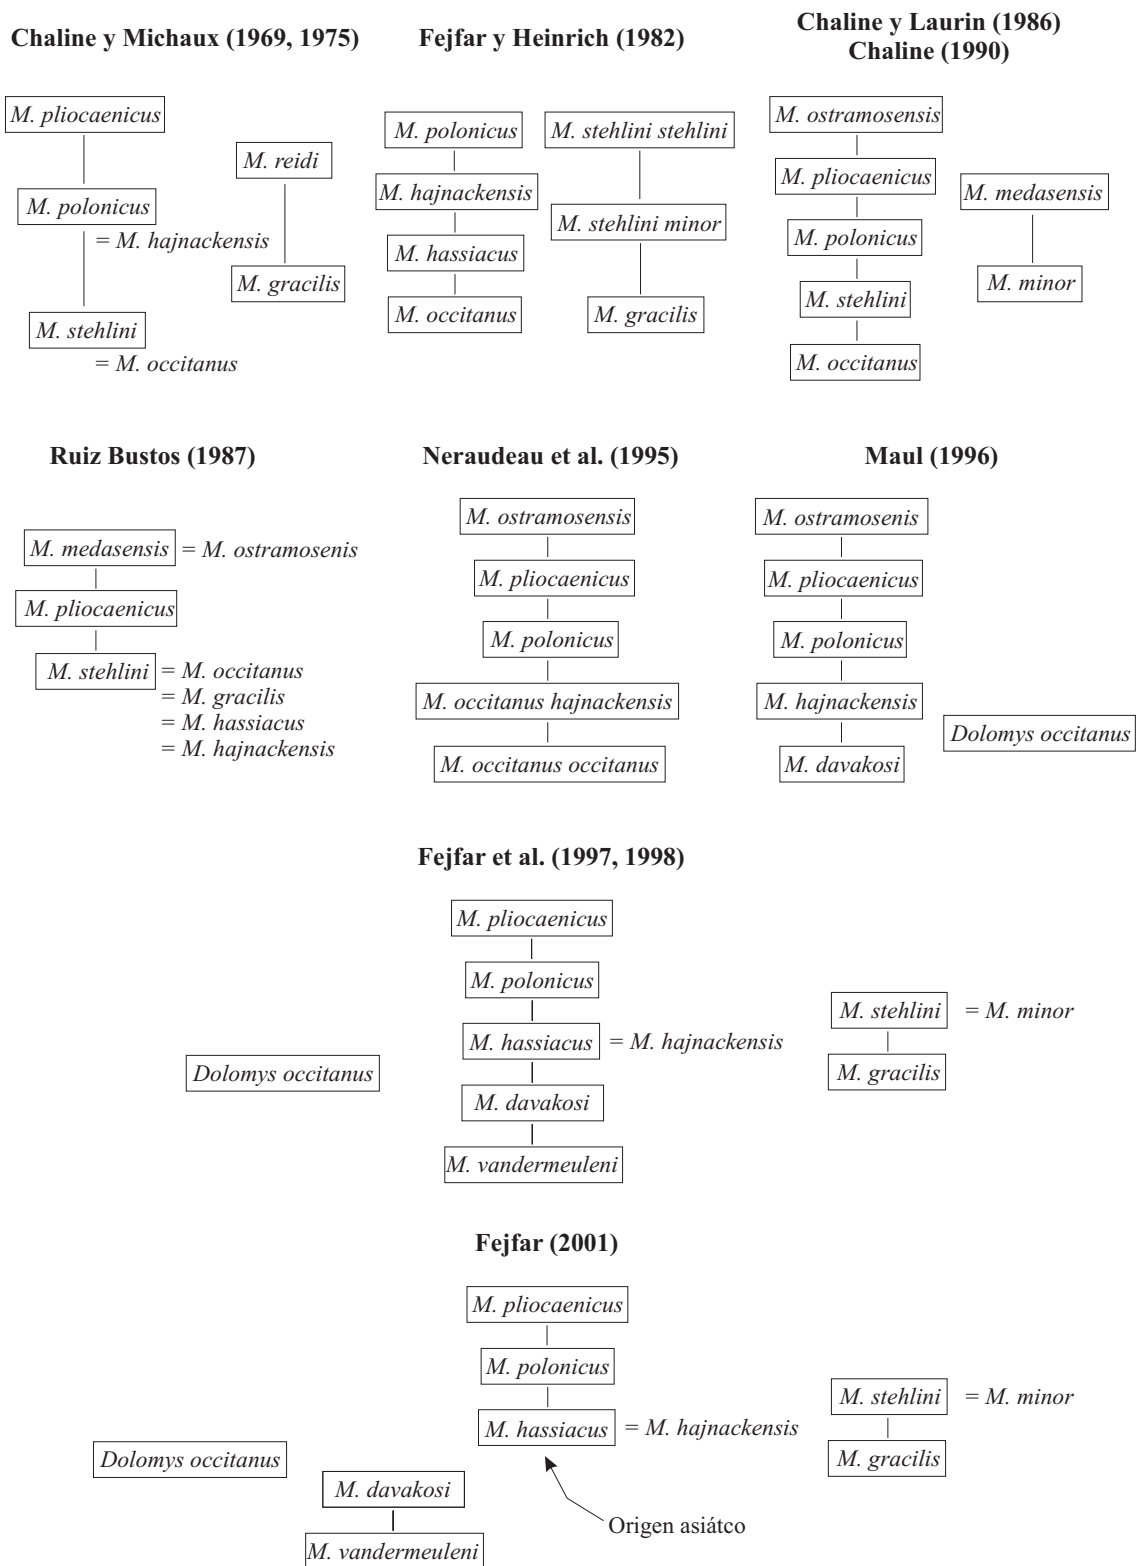 Chaline y Michaux (1969, 1975)
M. pliocaenicus
M. polonicus
= M. hajnackensis
M. stehlini
= M. occitanus
M. reidi
M. gracilis
Fejfar y Heinrich (1982)
M. polonicus
M. hajnackensis
M. hassiacus
M. occitanus
M. stehlini stehlini
M. stehlini minor
M. gracilis
Chaline y Laurin (1986)
Chaline (1990)
M. ostramosensis
M. pliocaenicus
M. polonicus
M. stehlini
M. occitanus
M. medasensis
M. minor
Ruiz Bustos (1987)
M. medasensis = M. ostramosenis
M. pliocaenicus
M. stehlini = M. occitanus
= M. gracilis
= M. hassiacus
= M. hajnackensis
Neraudeau et al. (1995)
M. ostramosensis
M. pliocaenicus
M. polonicus
M. occitanus hajnackensis
M. occitanus occitanus
Maul (1996)
M. ostramosenis
M. pliocaenicus
M. polonicus
M. hajnackensis
M. davakosi
Dolomys occitanus
Fejfar et al. (1997, 1998)
M. pliocaenicus
M. polonicus
M. hassiacus = M. hajnackensis
M. davakosi
M. vandermeuleni
Dolomys occitanus
M. stehlini = M. minor
M. gracilis
Fejfar (2001)
M. pliocaenicus
M. polonicus
M. hassiacus = M. hajnackensis
Origen asiátco
Dolomys occitanus
M. davakosi
M. vandermeuleni
M. stehlini = M. minor
M. gracilis